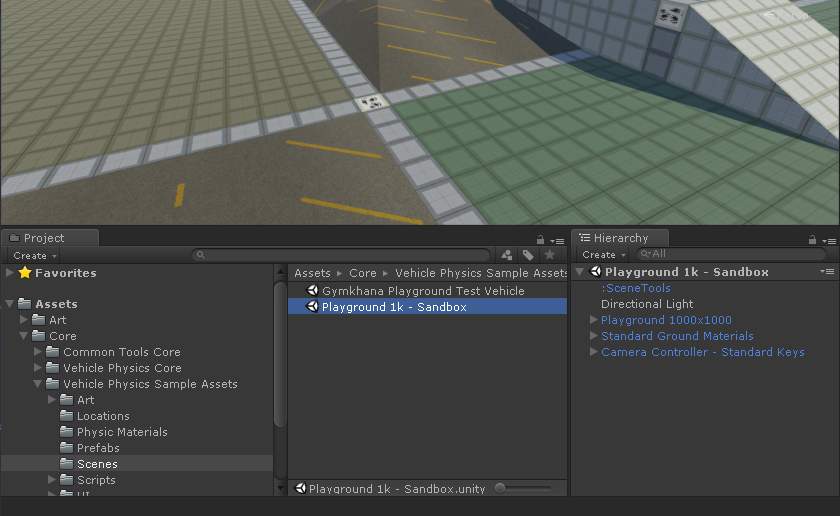 Project
Create
Favorites
Assets
Art
Core
Common Tools Core
Vehicle Physics Core
Vehicle Physics Sample Assets
Art
Locations
Physic Materials
Prefabs
Scenes
Scripts
UI
Assets ▸ Core ▸ Vehicle Physics Sample Assets
Gymkhana Playground Test Vehicle
Playground 1k - Sandbox
Playground 1k - Sandbox.unity
Hierarchy
Create All
Playground 1k - Sandbox
:SceneTools
Directional Light
Playground 1000x1000
Standard Ground Materials
Camera Controller - Standard Keys